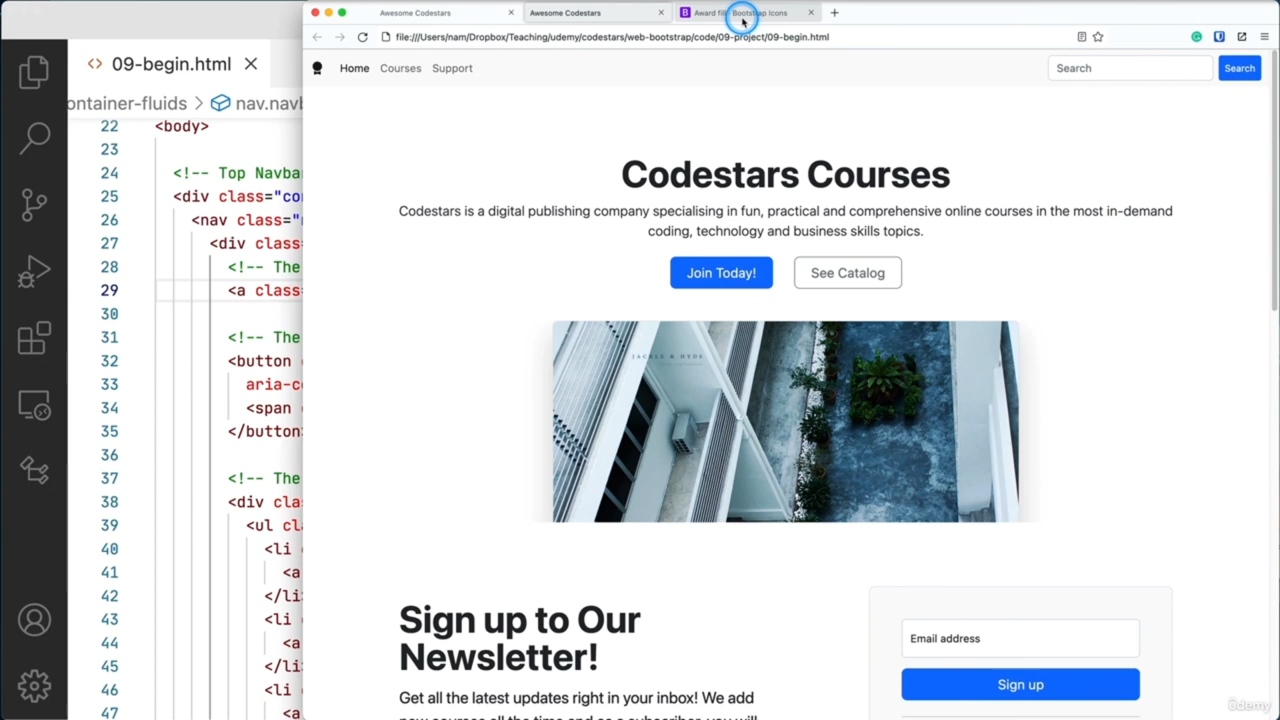 Awesome Codestars
Awesome Codestars
Bootstrap Icons
file:///Users/nam/Dropbox/Teaching/udemy/codestars/web-bootstrap/code/09-project/09-begin.html
09-begin.html
Home Courses Support
Search
Search
ontainer-fluids > nav.navb
22 <body>
23
24 <!-- Top Navba
25 <div class="co
26 <nav class="
27 <div class
28 <!-- The
29 <a class
30
31 <!-- The
32 <button
33 aria-c
34 <span
35 </button>
36
37 <!-- The
38 <div clas
39 <ul cl
40 <li
41 <a
42 </li
43 <li
44 <a
45 </li
46 <li
47 <a
Codestars Courses
Codestars is a digital publishing company specialising in fun, practical and comprehensive online courses in the most in-demand
coding, technology and business skills topics.
Join Today!
See Catalog
JACKLE & HYDE
Sign up to Our
Newsletter!
Get all the latest updates right in your inbox! We add
Email address
Sign up
ûdemy